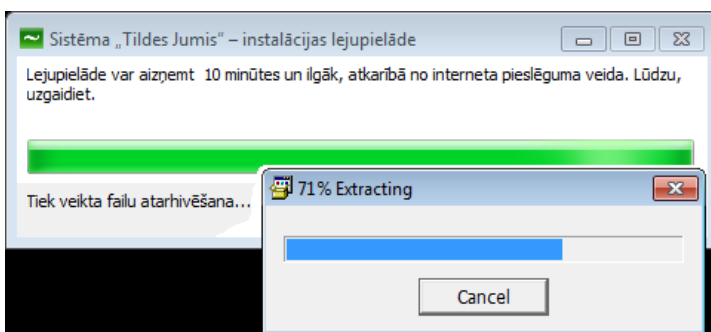 Sistēma „Tildes Jumis” – instalācijas lejupielāde
Lejupielāde var aizņemt  10 minūtes un ilgāk, atkarībā no interneta pieslēguma veida. Lūdzu,
uzgaidiet.
Tiek veikta failu atarhivēšana...
71% Extracting
Cancel